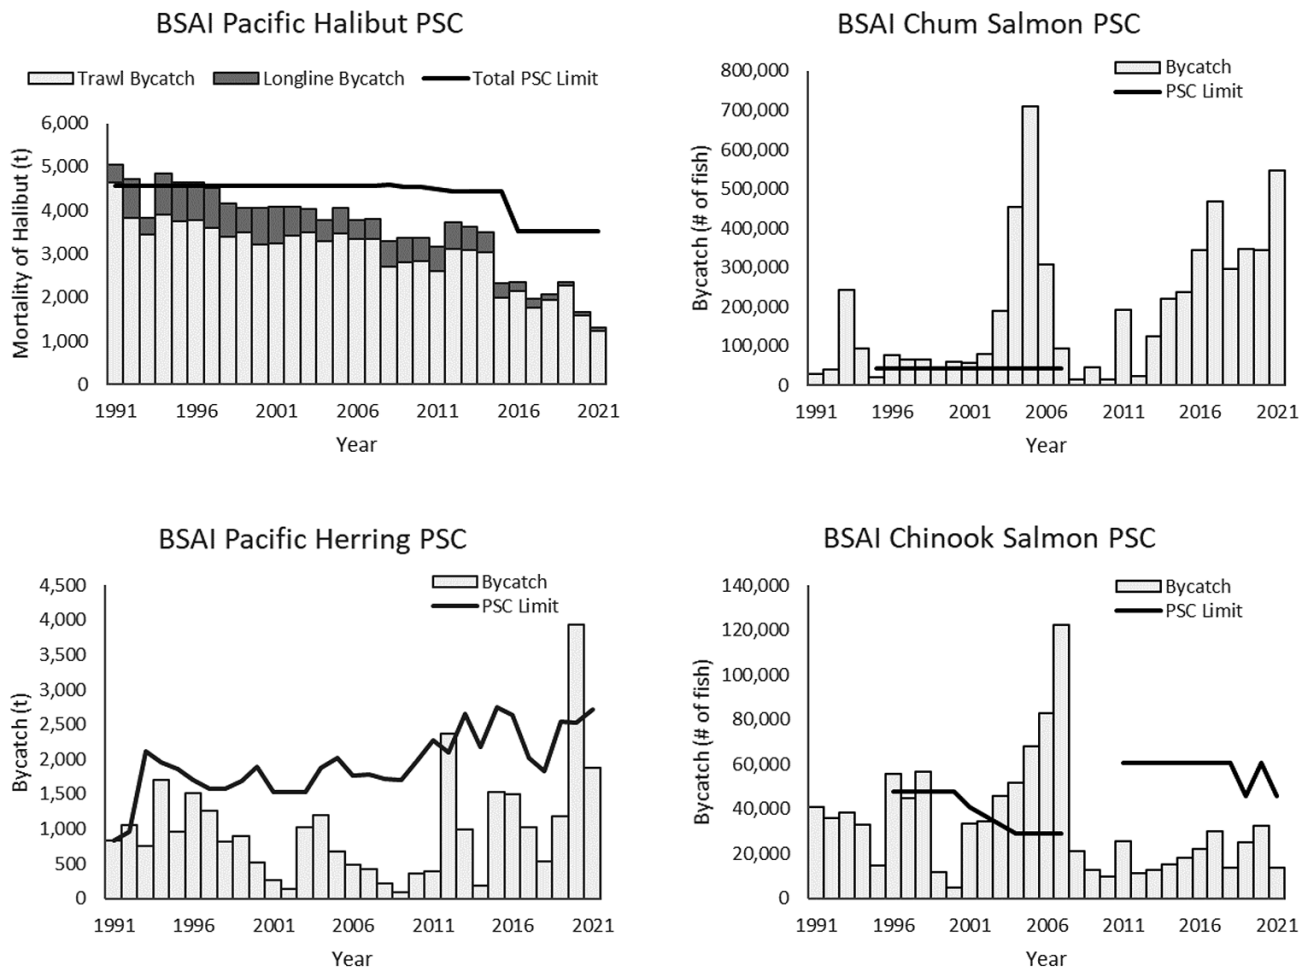 BSAI Pacific Halibut PSC
Trawl Bycatch Longline Bycatch Total PSC Limit
Mortality of Halibut (t)
6,000
5,000
4,000
3,000
2,000
1,000
0
1991 1996 2001 2006 2011 2016 2021
Year
BSAI Chum Salmon PSC
Bycatch
PSC Limit
Bycatch (# of fish)
800,000
700,000
600,000
500,000
400,000
300,000
200,000
100,000
0
1991 1996 2001 2006 2011 2016 2021
Year
BSAI Pacific Herring PSC
Bycatch
PSC Limit
Bycatch (t)
4,500
4,000
3,500
3,000
2,500
2,000
1,500
1,000
500
0
1991 1996 2001 2006 2011 2016 2021
Year
BSAI Chinook Salmon PSC
Bycatch
PSC Limit
Bycatch (# of fish)
140,000
120,000
100,000
80,000
60,000
40,000
20,000
0
1991 1996 2001 2006 2011 2016 2021
Year